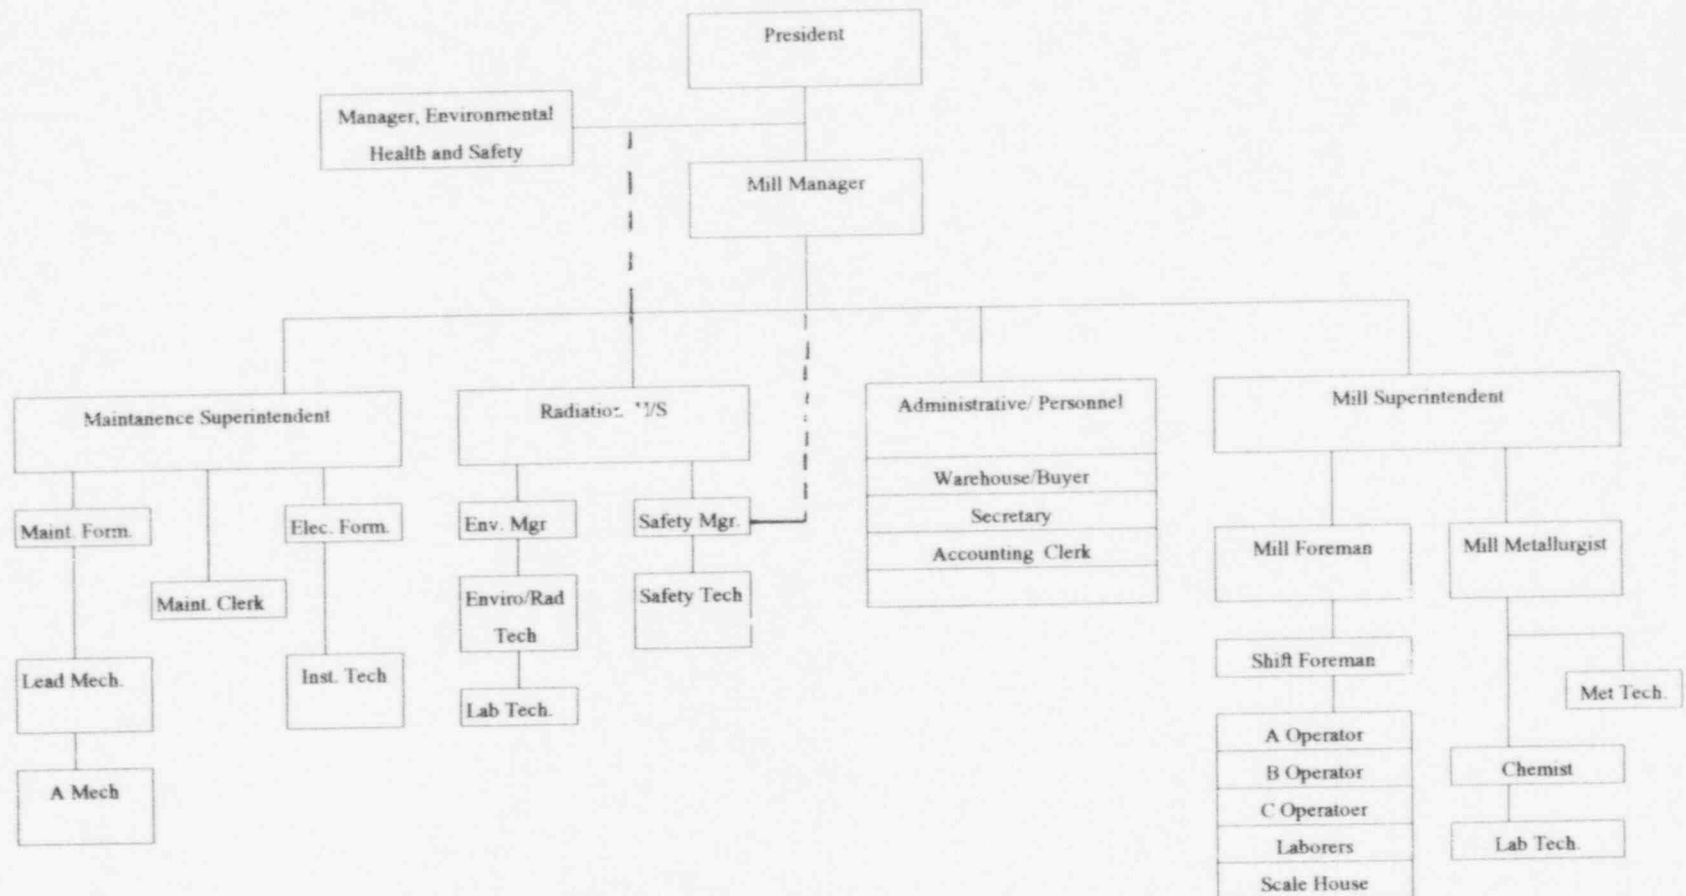 President
Manager, Environmental
Health and Safety
Mill Manager
Maintanence Superintendent
Radiation /S
Administrative/ Personnel
Mill Superintendent
Warehouse/Buyer
Secretary
Accounting Clerk
Maint. Form.
Elec. Form.
Env. Mgr
Safety Mgr.
Mill Foreman
Mill Metallurgist
Maint. Clerk
Enviro/Rad
Tech
Safety Tech
Shift Foreman
Lead Mech.
Inst. Tech
Lab Tech.
Met Tech.
A Operator
B Operator
C Operatoer
Laborers
Scale House
A Mech
Chemist
Lab Tech.